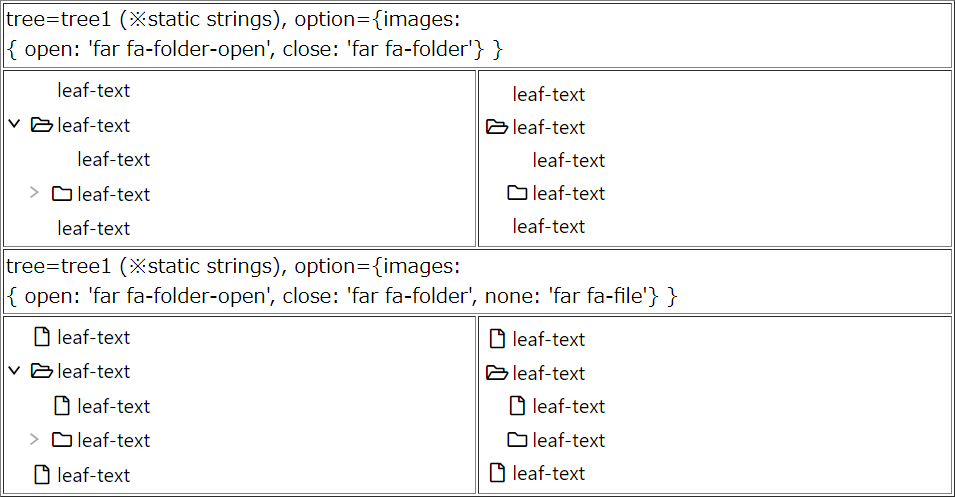 tree=tree1 (※static strings), option={images:
{ open: 'far fa-folder-open', close: 'far fa-folder'} }
leaf-text
leaf-text
leaf-text
leaf-text
leaf-text
leaf-text
leaf-text
leaf-text
leaf-text
leaf-text
tree=tree1 (※static strings), option={images:
{ open: 'far fa-folder-open', close: 'far fa-folder', none: 'far fa-file'} }
leaf-text
leaf-text
leaf-text
leaf-text
leaf-text
leaf-text
leaf-text
leaf-text
leaf-text
leaf-text